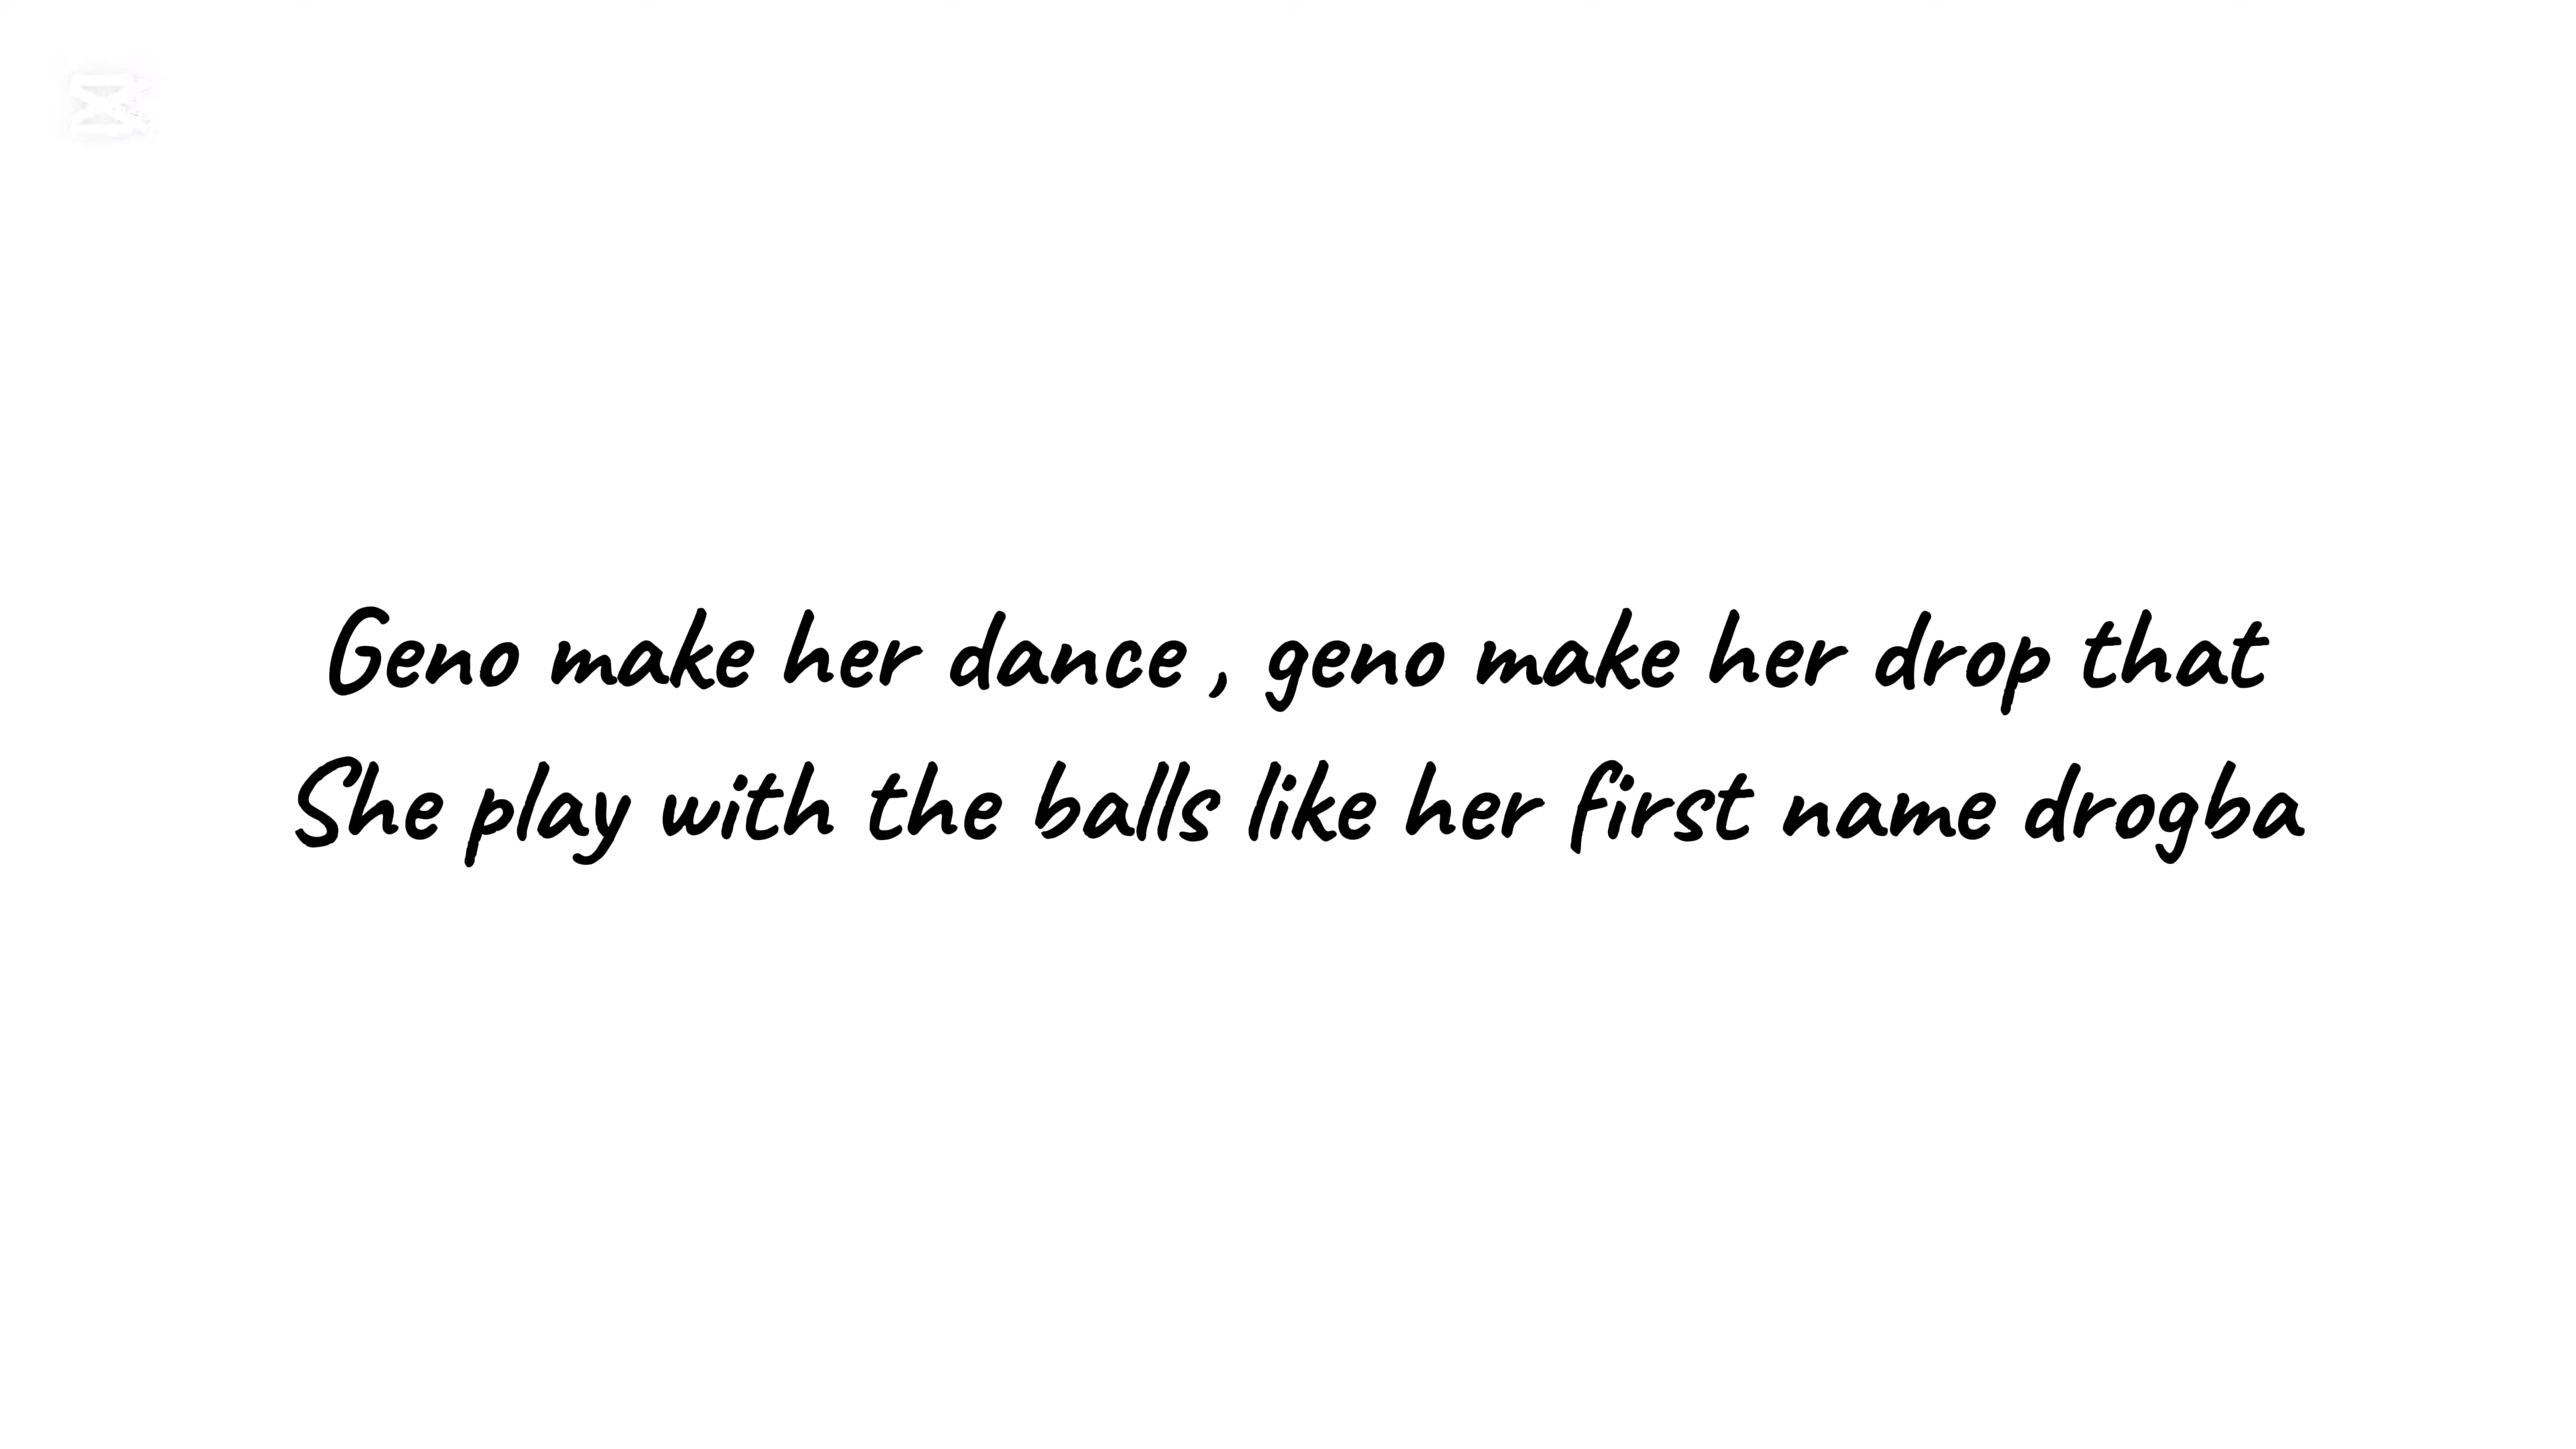 Geno make her dance , geno make her drop that
She play with the balls like her first name drogba